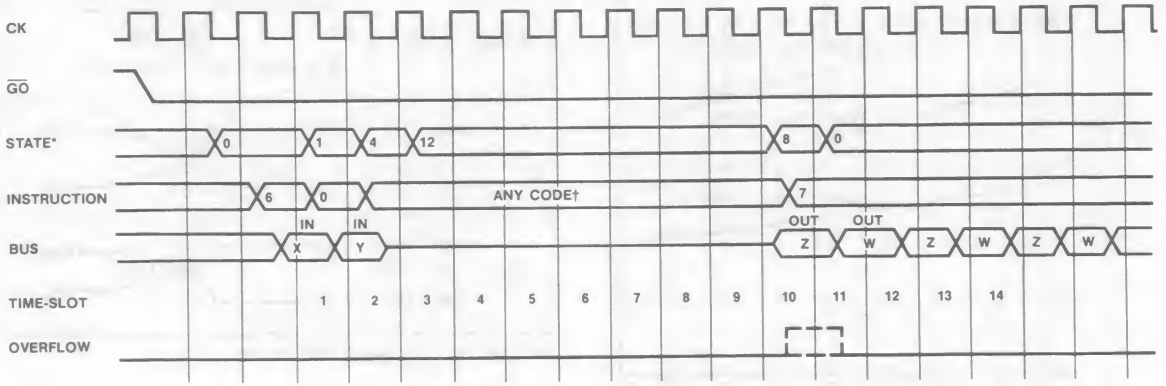 CK
GO
STATE* 0 1 4 12 8 0
INSTRUCTION 6 0 ANY CODE† 7
IN IN OUT OUT
BUS X Y Z W Z W Z W
TIME-SLOT 1 2 3 4 5 6 7 8 9 10 11 12 13 14
OVERFLOW